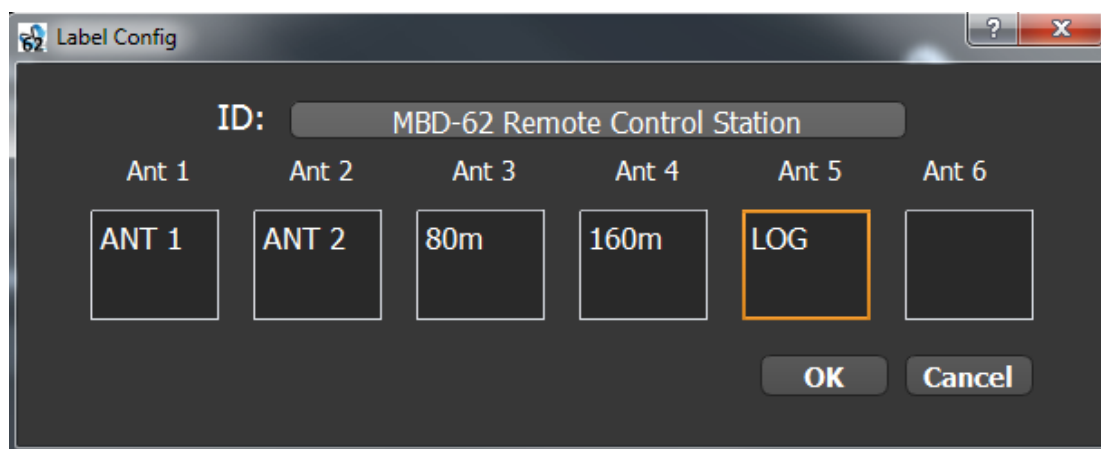 62 Label Config
?
X
ID: MBD-62 Remote Control Station
Ant 1 Ant 2 Ant 3 Ant 4 Ant 5 Ant 6
ANT 1 ANT 2 80m 160m LOG
OK Cancel